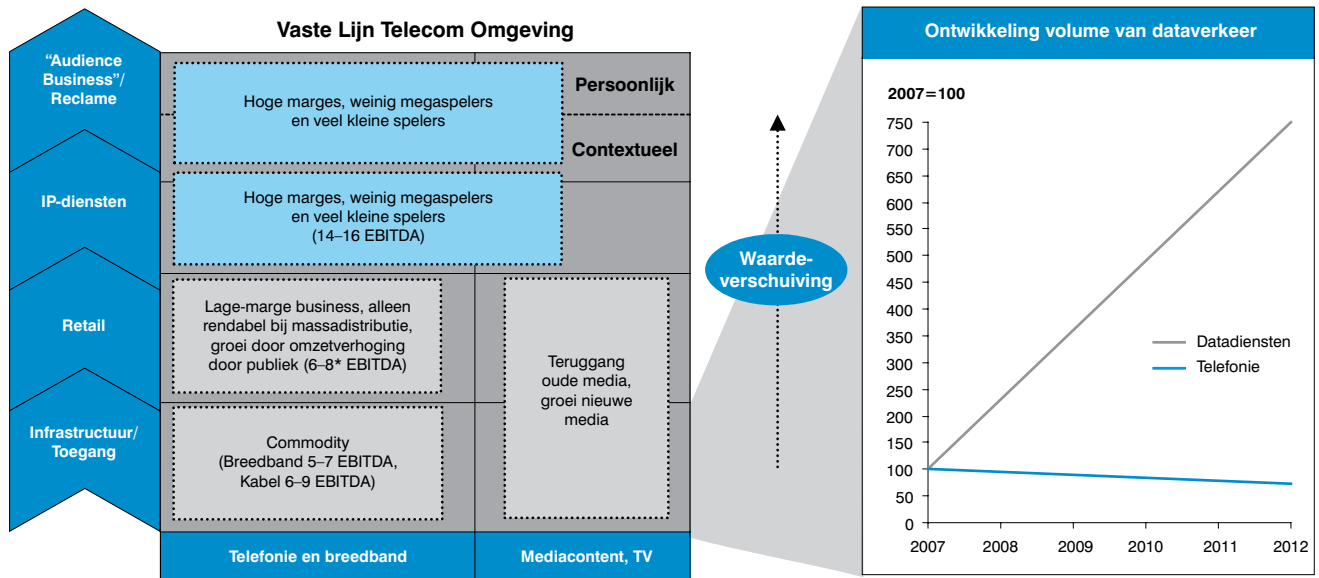 Vaste Lijn Telecom Omgeving
“Audience
Business”/
Reclame
IP-diensten
Retail
Infrastructuur/
Toegang
Hoge marges, weinig megaspelers
en veel kleine spelers
Persoonlijk
Contextueel
Hoge marges, weinig megaspelers
en veel kleine spelers
(14–16 EBITDA)
Lage-marge business, alleen
rendabel bij massadistributie,
groei door omzetverhoging
door publiek (6–8* EBITDA)
Teruggang
oude media,
groei nieuwe
media
Commodity
(Breedband 5–7 EBITDA,
Kabel 6–9 EBITDA)
Telefonie en breedband
Mediacontent, TV
Waarde-
verschuiving
Ontwikkeling volume van dataverkeer
2007=100
750
700
650
600
550
500
450
400
350
300
250
200
150
100
50
0
Datadiensten
Telefonie
2007 2008 2009 2010 2011 2012